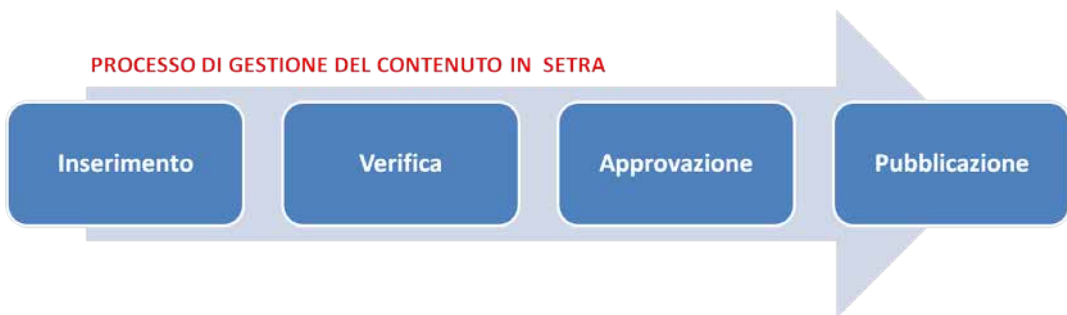 PROCESSO DI GESTIONE DEL CONTENUTO IN SETRA
Inserimento
Verifica
Approvazione
Pubblicazione